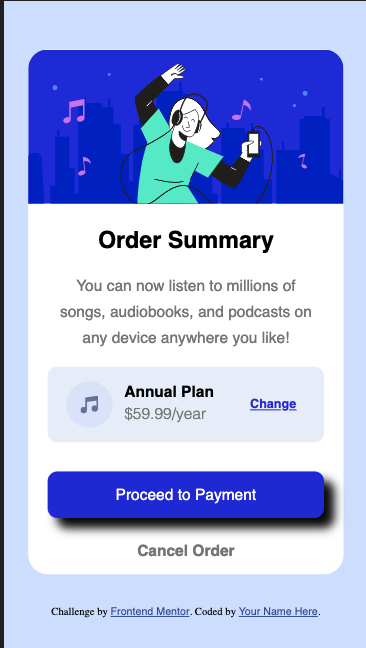 Order Summary
You can now listen to millions of
songs, audiobooks, and podcasts on
any device anywhere you like!
Annual Plan
$59.99/year
Change
Proceed to Payment
Cancel Order
Challenge by Frontend Mentor. Coded by Your Name Here.